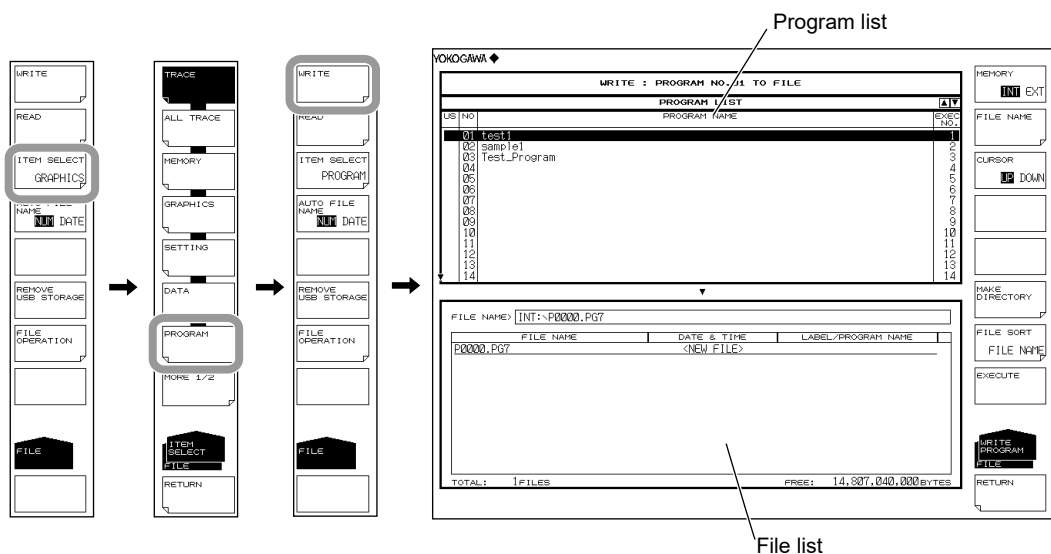 Program list
WRITE
READ
ITEM SELECT
GRAPHICS
AUTO FILE
NAME
NUM DATE
REMOVE
USB STORAGE
FILE
OPERATION
FILE
TRACE
ALL TRACE
MEMORY
GRAPHICS
SETTING
DATA
PROGRAM
MORE 1/2
ITEM
SELECT
FILE
RETURN
WRITE
READ
ITEM SELECT
PROGRAM
AUTO FILE
NAME
NUM DATE
REMOVE
USB STORAGE
FILE
OPERATION
FILE
YOKOGAWA
WRITE : PROGRAM NO.01 TO FILE
PROGRAM LIST
US NO PROGRAM NAME EXEC
NO.
01 test1 1
02 sample1 2
03 Test_Program 3
04 4
05 5
06 6
07 7
08 8
09 9
10 10
11 11
12 12
13 13
14 14
FILE NAME> INT:\P0000.PG7
FILE NAME DATE & TIME LABEL/PROGRAM NAME
P0000.PG7 <NEW FILE>
TOTAL: 1FILES FREE: 14,807,040,000 BYTES
MEMORY
INT EXT
FILE NAME
CURSOR
UP DOWN
MAKE
DIRECTORY
FILE SORT
FILE NAME
EXECUTE
WRITE
PROGRAM
FILE
RETURN
File list